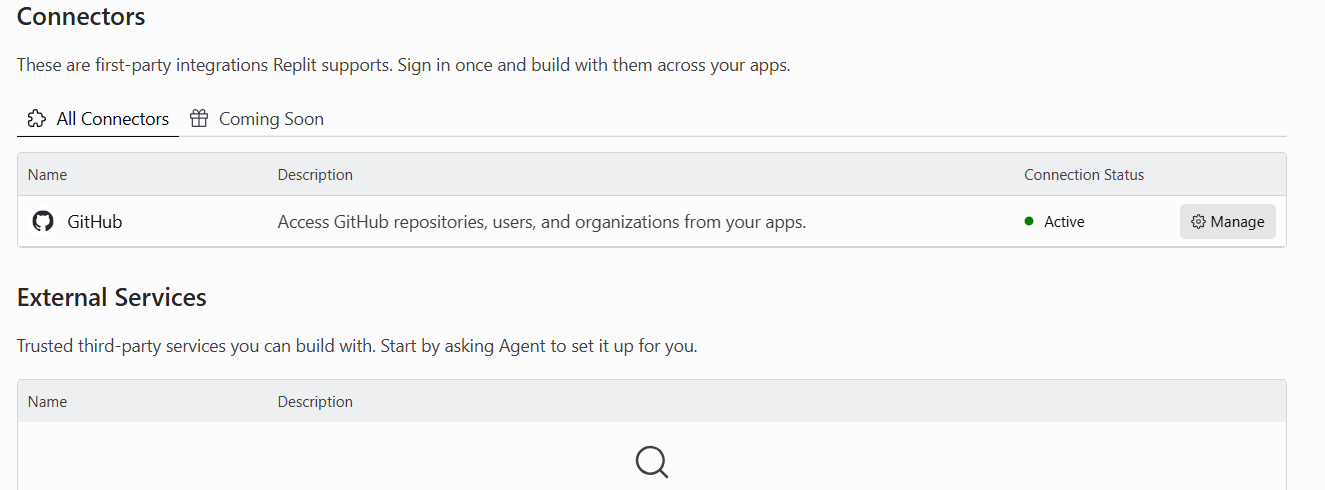 Connectors
These are first-party integrations Replit supports. Sign in once and build with them across your apps.
All Connectors Coming Soon
Name Description Connection Status
GitHub Access GitHub repositories, users, and organizations from your apps. Active Manage
External Services
Trusted third-party services you can build with. Start by asking Agent to set it up for you.
Name Description